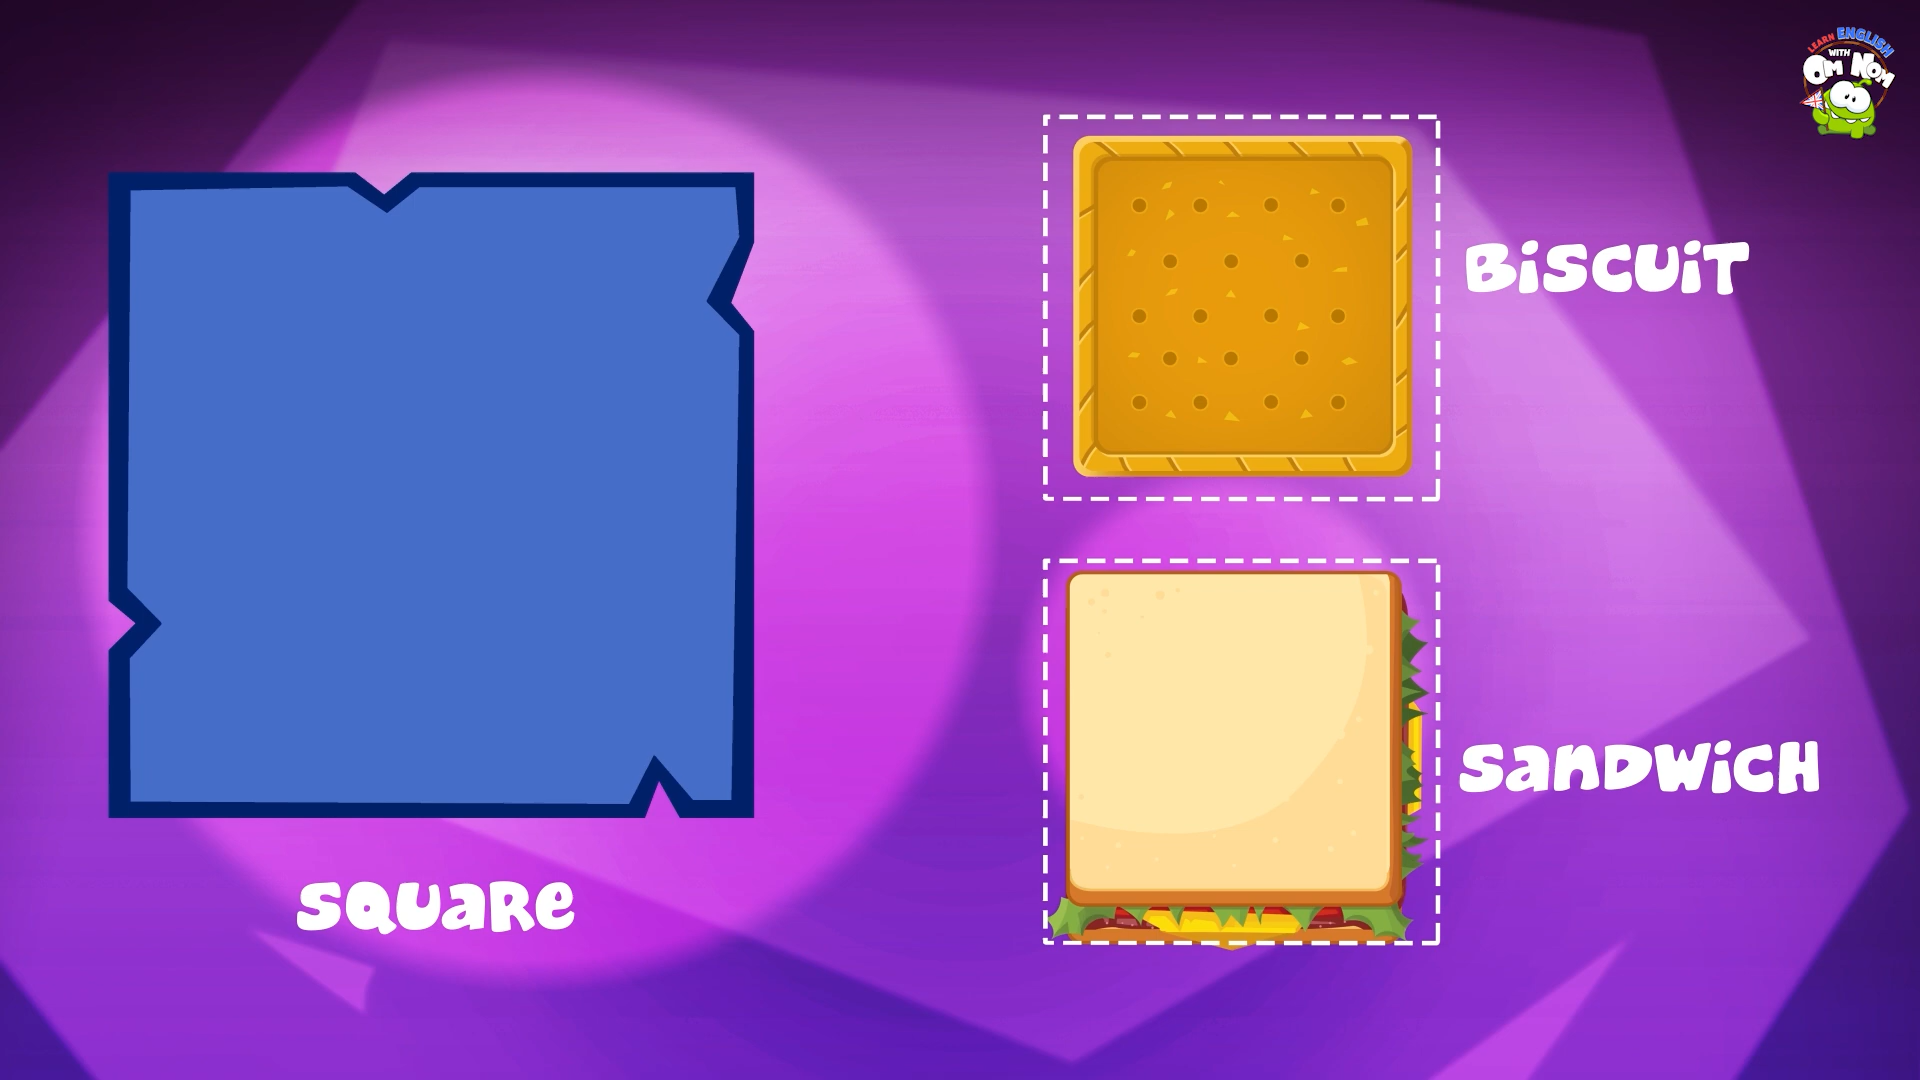 LEARN ENGLISH
WITH
OM NOM
BISCUIT
SANDWICH
SQUARE